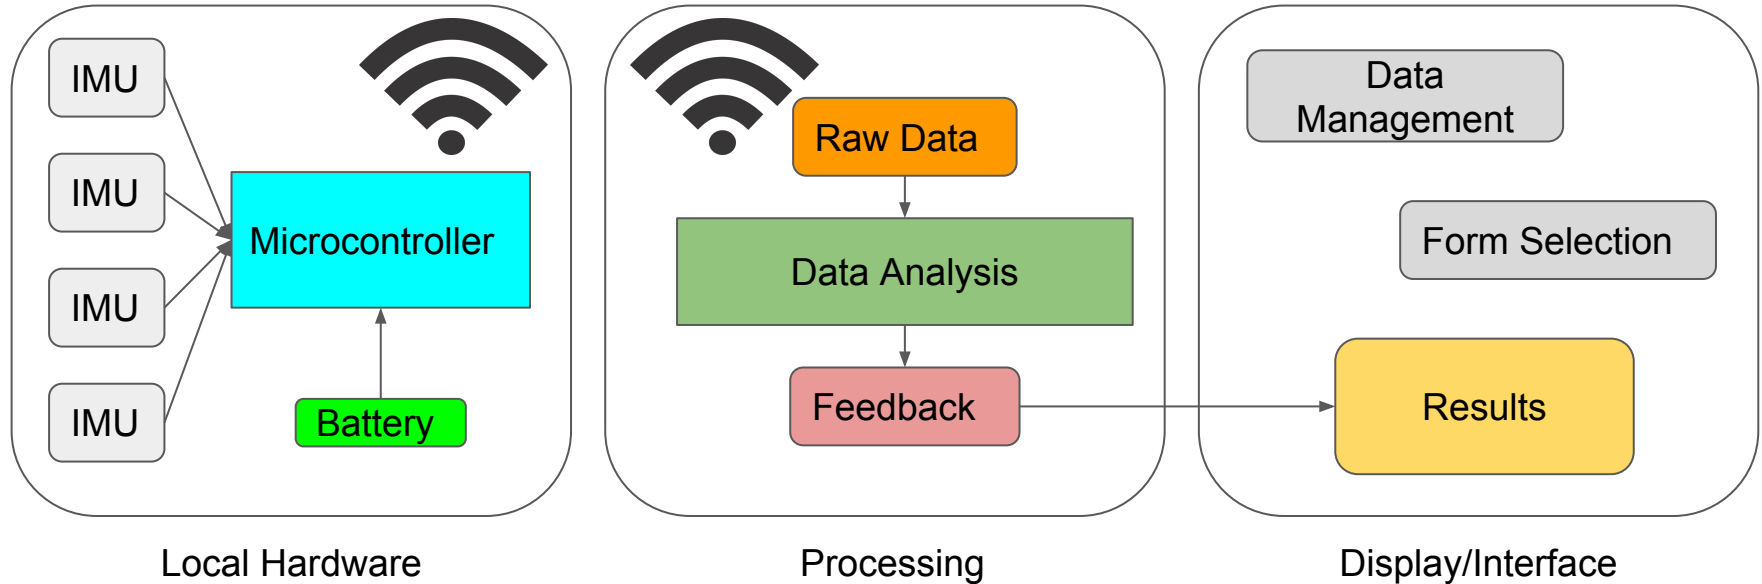 IMU
IMU
IMU
IMU
Microcontroller
Battery
Local Hardware
Raw Data
Data Analysis
Feedback
Processing
Data
Management
Form Selection
Results
Display/Interface